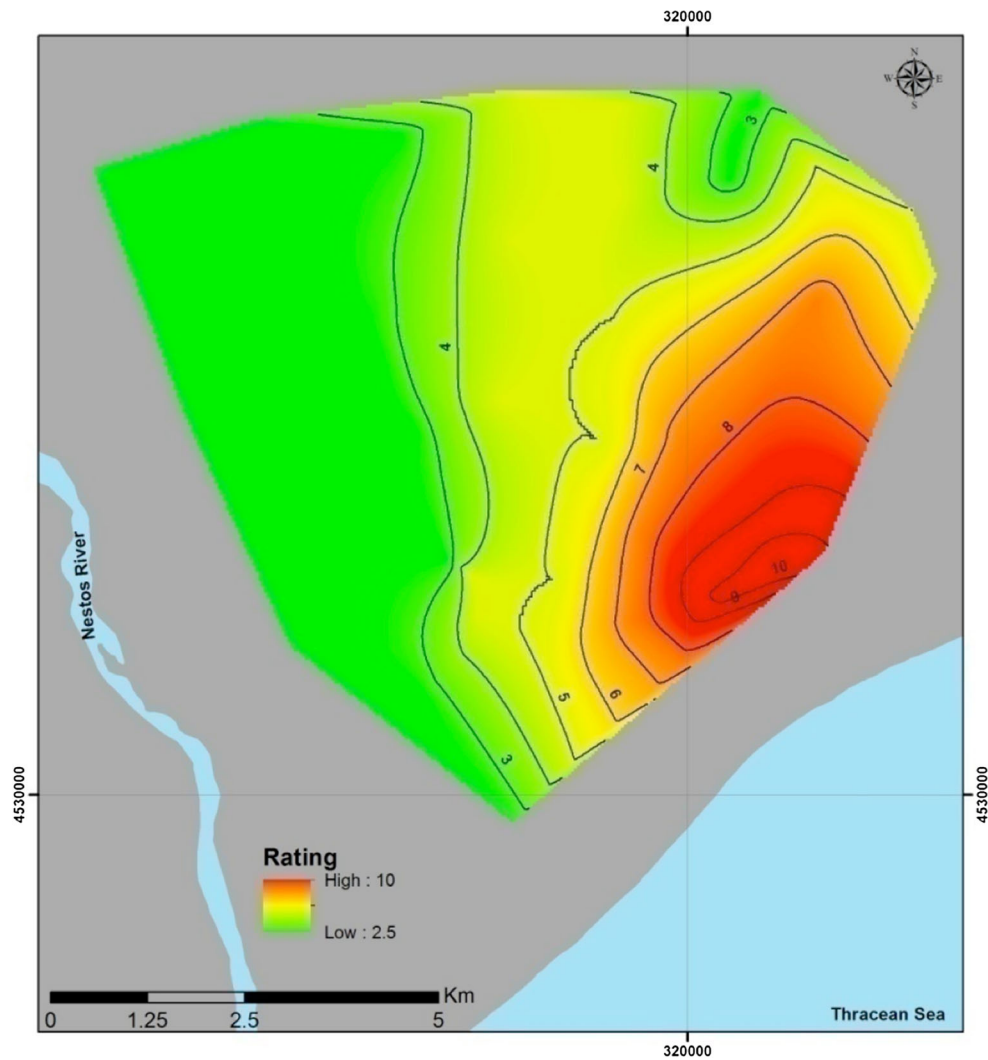 320000
N
W E
S
3
4
4
8
7
10
9
5
6
3
Nestos River
4530000
4530000
Rating
High : 10
Low : 2.5
Km
0 1.25 2.5 5
Thracean Sea
320000